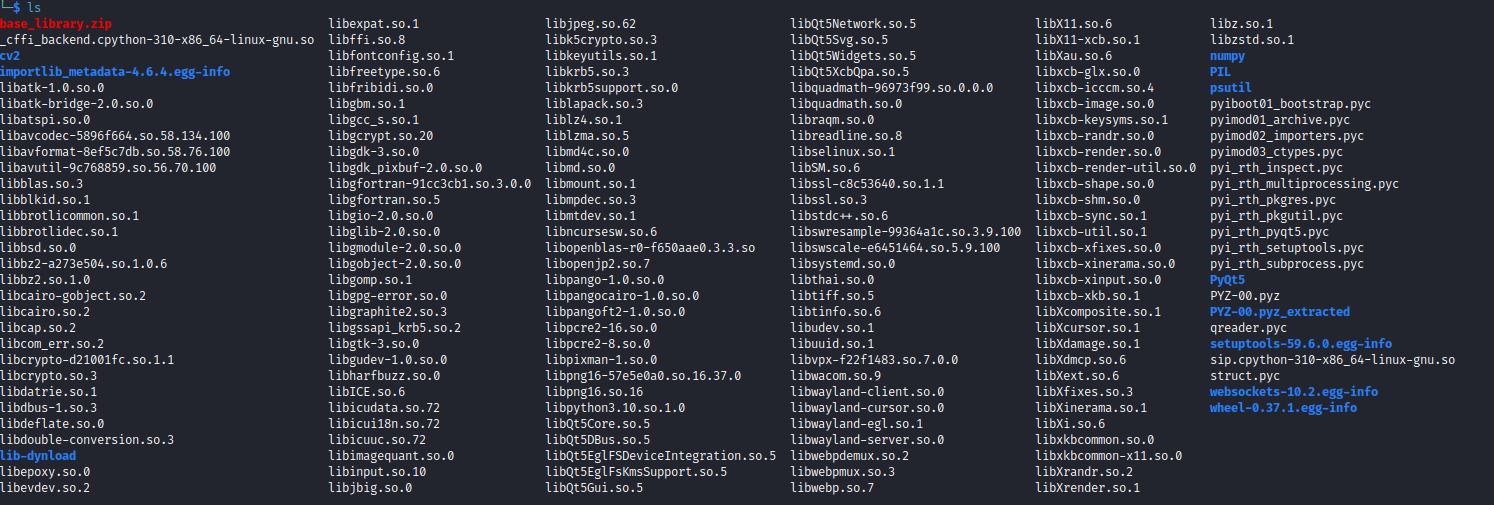 └─$ ls
base_library.zip libexpat.so.1 libjpeg.so.62 libQt5Network.so.5 libX11.so.6 libz.so.1
_cffi_backend.cpython-310-x86_64-linux-gnu.so libffi.so.8 libk5crypto.so.3 libQt5Svg.so.5 libX11-xcb.so.1 libzstd.so.1
cv2 libfontconfig.so.1 libkeyutils.so.1 libQt5Widgets.so.5 libXau.so.6 numpy
importlib_metadata-4.6.4.egg-info libfreetype.so.6 libkrb5.so.3 libQt5XcbQpa.so.5 libxcb-glx.so.0 PIL
libatk-1.0.so.0 libfribidi.so.0 libkrb5support.so.0 libquadmath-96973f99.so.0.0.0 libxcb-icccm.so.4 psutil
libatk-bridge-2.0.so.0 libgbm.so.1 liblapack.so.3 libquadmath.so.0 libxcb-image.so.0 pyiboot01_bootstrap.pyc
libatspi.so.0 libgcc_s.so.1 liblz4.so.1 libraqm.so.0 libxcb-keysyms.so.1 pyimod01_archive.pyc
libavcodec-5896f664.so.58.134.100 libgcrypt.so.20 liblzma.so.5 libreadline.so.8 libxcb-randr.so.0 pyimod02_importers.pyc
libavformat-8ef5c7db.so.58.76.100 libgdk-3.so.0 libmd4c.so.0 libselinux.so.1 libxcb-render.so.0 pyimod03_ctypes.pyc
libavutil-9c768859.so.56.70.100 libgdk_pixbuf-2.0.so.0 libmd.so.0 libSM.so.6 libxcb-render-util.so.0 pyi_rth_inspect.pyc
libblas.so.3 libgfortran-91cc3cb1.so.3.0.0 libmount.so.1 libssl-c8c53640.so.1.1 libxcb-shape.so.0 pyi_rth_multiprocessing.pyc
libblkid.so.1 libgfortran.so.5 libmpdec.so.3 libssl.so.3 libxcb-shm.so.0 pyi_rth_pkgres.pyc
libbrotlicommon.so.1 libgio-2.0.so.0 libmtdev.so.1 libstdc++.so.6 libxcb-sync.so.1 pyi_rth_pkgutil.pyc
libbrotlidec.so.1 libglib-2.0.so.0 libncursesw.so.6 libswresample-99364a1c.so.3.9.100 libxcb-util.so.1 pyi_rth_pyqt5.pyc
libbsd.so.0 libgmodule-2.0.so.0 libopenblas-r0-f650aae0.3.3.so libswscale-e6451464.so.5.9.100 libxcb-xfixes.so.0 pyi_rth_setuptools.pyc
libbz2-a273e504.so.1.0.6 libgobject-2.0.so.0 libopenjp2.so.7 libsystemd.so.0 libxcb-xinerama.so.0 pyi_rth_subprocess.pyc
libbz2.so.1.0 libgomp.so.1 libpango-1.0.so.0 libthai.so.0 libxcb-xinput.so.0 PyQt5
libcairo-gobject.so.2 libgpg-error.so.0 libpangocairo-1.0.so.0 libtiff.so.5 libxcb-xkb.so.1 PYZ-00.pyz
libcairo.so.2 libgraphite2.so.3 libpangoft2-1.0.so.0 libtinfo.so.6 libXcomposite.so.1 PYZ-00.pyz_extracted
libcap.so.2 libgssapi_krb5.so.2 libpcre2-16.so.0 libudev.so.1 libXcursor.so.1 qreader.pyc
libcom_err.so.2 libgtk-3.so.0 libpcre2-8.so.0 libuuid.so.1 libXdamage.so.1 setuptools-59.6.0.egg-info
libcrypto-d21001fc.so.1.1 libgudev-1.0.so.0 libpixman-1.so.0 libvpx-f22f1483.so.7.0.0 libXdmcp.so.6 sip.cpython-310-x86_64-linux-gnu.so
libcrypto.so.3 libharfbuzz.so.0 libpng16-57e5e0a0.so.16.37.0 libwacom.so.9 libXext.so.6 struct.pyc
libdatrie.so.1 libICE.so.6 libpng16.so.16 libwayland-client.so.0 libXfixes.so.3 websockets-10.2.egg-info
libdbus-1.so.3 libicudata.so.72 libpython3.10.so.1.0 libwayland-cursor.so.0 libXinerama.so.1 wheel-0.37.1.egg-info
libdeflate.so.0 libicui18n.so.72 libQt5Core.so.5 libwayland-egl.so.1 libXi.so.6
libdouble-conversion.so.3 libicuuc.so.72 libQt5DBus.so.5 libwayland-server.so.0 libxkbcommon.so.0
lib-dynload libimagequant.so.0 libQt5EglFSDeviceIntegration.so.5 libwebpdemux.so.2 libxkbcommon-x11.so.0
libepoxy.so.0 libinput.so.10 libQt5EglFsKmsSupport.so.5 libwebpmux.so.3 libXrandr.so.2
libevdev.so.2 libjbig.so.0 libQt5Gui.so.5 libwebp.so.7 libXrender.so.1